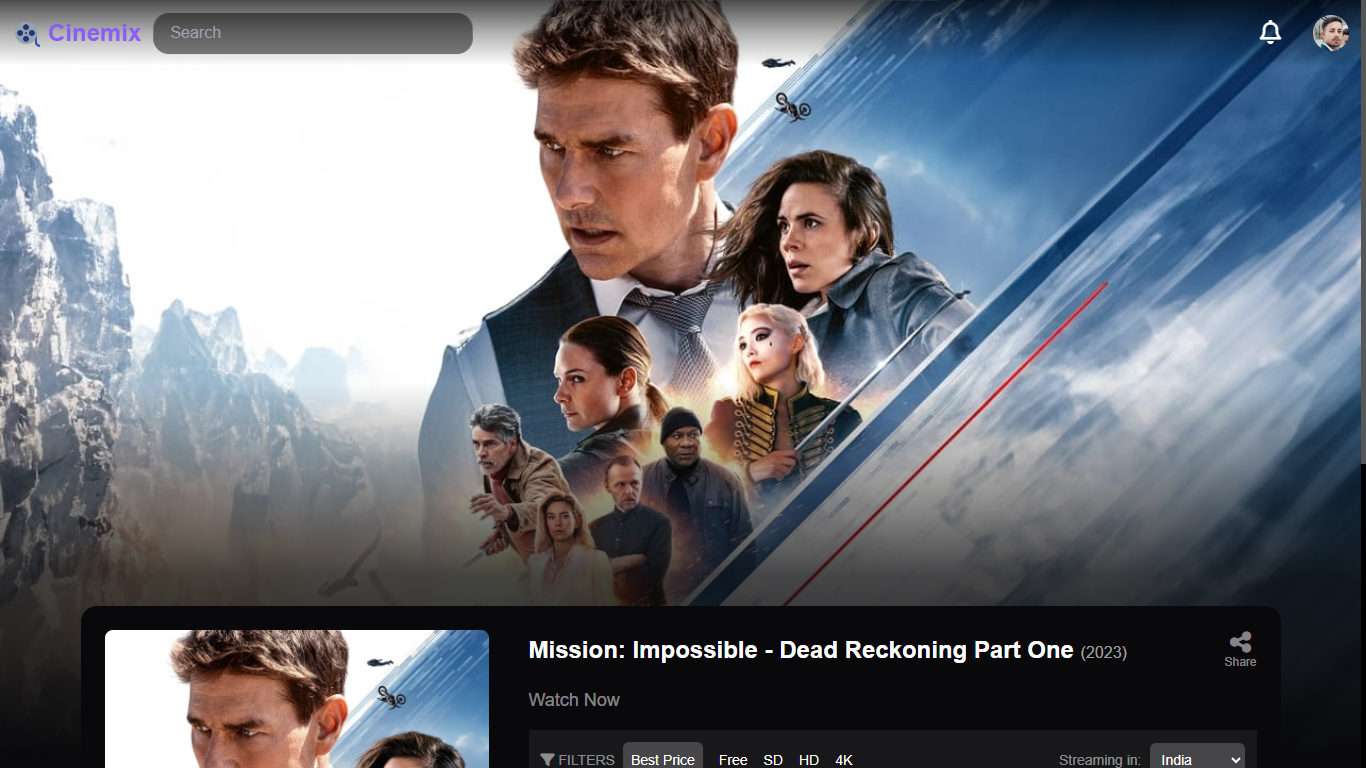 Cinemix
Search
Mission: Impossible - Dead Reckoning Part One (2023)
Share
Watch Now
FILTERS Best Price Free SD HD 4K Streaming in: India